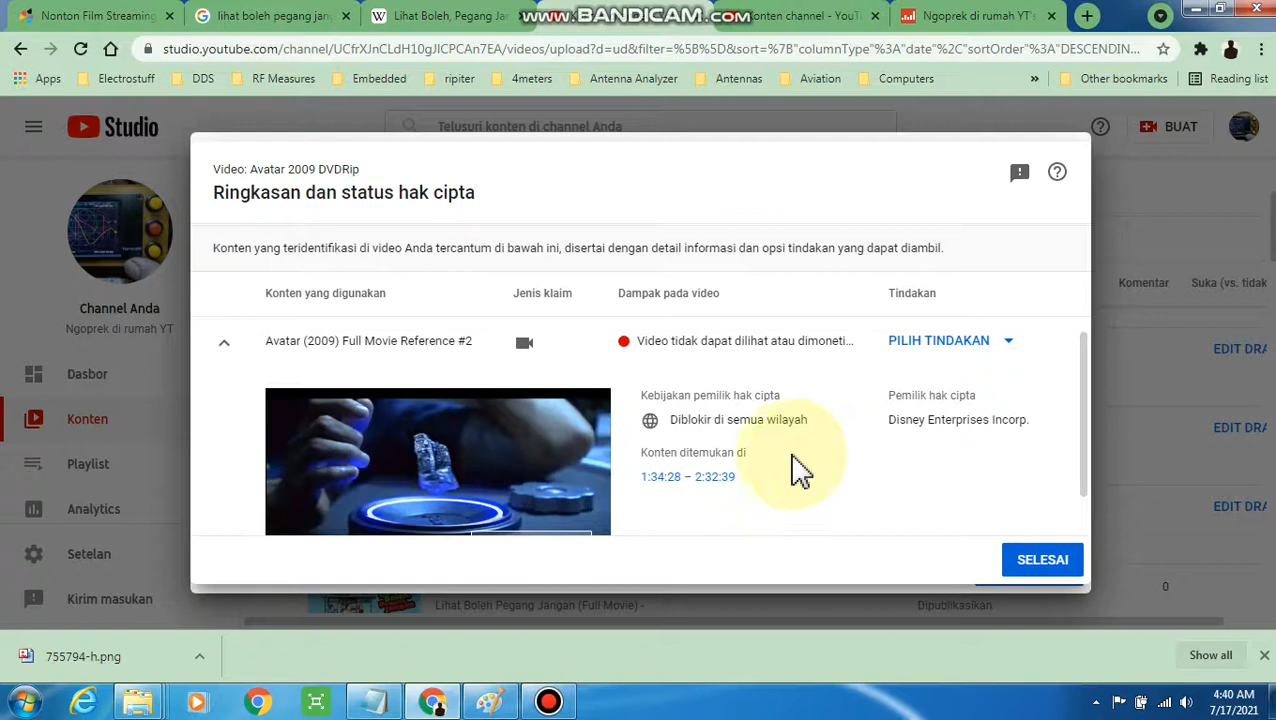 Nonton Film Streaming
lihat boleh pegang jan
Lihat Boleh, Pegang Jan
www.BANDICAM.com
Konten channel - YouT
Ngoprek di rumah YT's
studio.youtube.com/channel/UCfrXJnCLdH10gJlCPCAn7EA/videos/upload?d=ud&filter=%5B%5D&sort=%7B"columnType"%3A"date"%2C"sortOrder"%3A"DESCENDIN...
Apps
Electrostuff
DDS
RF Measures
Embedded
ripiter
4meters
Antenna Analyzer
Antennas
Aviation
Computers
»
Other bookmarks
Reading list
Studio
Telusuri konten di channel Anda
BUAT
Video: Avatar 2009 DVDRip
Ringkasan dan status hak cipta
Konten yang teridentifikasi di video Anda tercantum di bawah ini, disertai dengan detail informasi dan opsi tindakan yang dapat diambil.
Konten yang digunakan
Jenis klaim
Dampak pada video
Tindakan
Komentar
Suka (vs. tidak
Avatar (2009) Full Movie Reference #2
Video tidak dapat dilihat atau dimoneti...
PILIH TINDAKAN
Kebijakan pemilik hak cipta
Diblokir di semua wilayah
Konten ditemukan di
1:34:28 – 2:32:39
Pemilik hak cipta
Disney Enterprises Incorp.
SELESAI
Channel Anda
Ngoprek di rumah YT
Dasbor
Konten
Playlist
Analytics
Setelan
Kirim masukan
EDIT DRA
EDIT DRA
EDIT DRA
Lihat Boleh Pegang Jangan (Full Movie) -
Dipublikasikan
0
755794-h.png
Show all
4:40 AM
7/17/2021